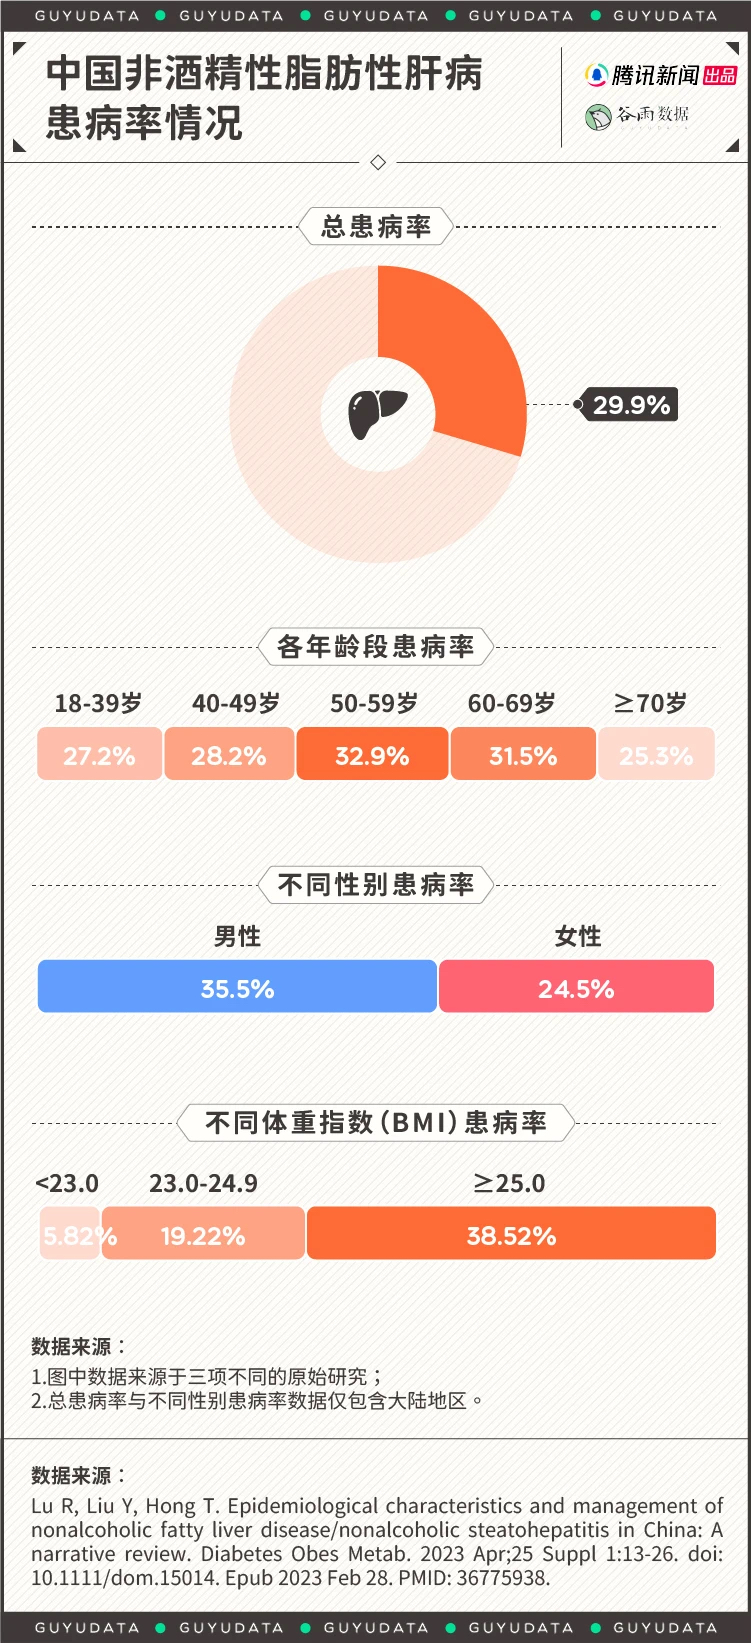 GUYUDATA GUYUDATA GUYUDATA GUYUDATA GUYUDATA
中国非酒精性脂肪性肝病
患病率情况
腾讯新闻 出品
谷雨数据
总患病率
29.9%
各年龄段患病率
18-39岁 40-49岁 50-59岁 60-69岁 ≥70岁
27.2% 28.2% 32.9% 31.5% 25.3%
不同性别患病率
男性 女性
35.5% 24.5%
不同体重指数（BMI）患病率
<23.0 23.0-24.9 ≥25.0
5.82% 19.22% 38.52%
数据来源：
1.图中数据来源于三项不同的原始研究；
2.总患病率与不同性别患病率数据仅包含大陆地区。
数据来源：
Lu R, Liu Y, Hong T. Epidemiological characteristics and management of
nonalcoholic fatty liver disease/nonalcoholic steatohepatitis in China: A
narrative review. Diabetes Obes Metab. 2023 Apr;25 Suppl 1:13-26. doi:
10.1111/dom.15014. Epub 2023 Feb 28. PMID: 36775938.
GUYUDATA GUYUDATA GUYUDATA GUYUDATA GUYUDATA